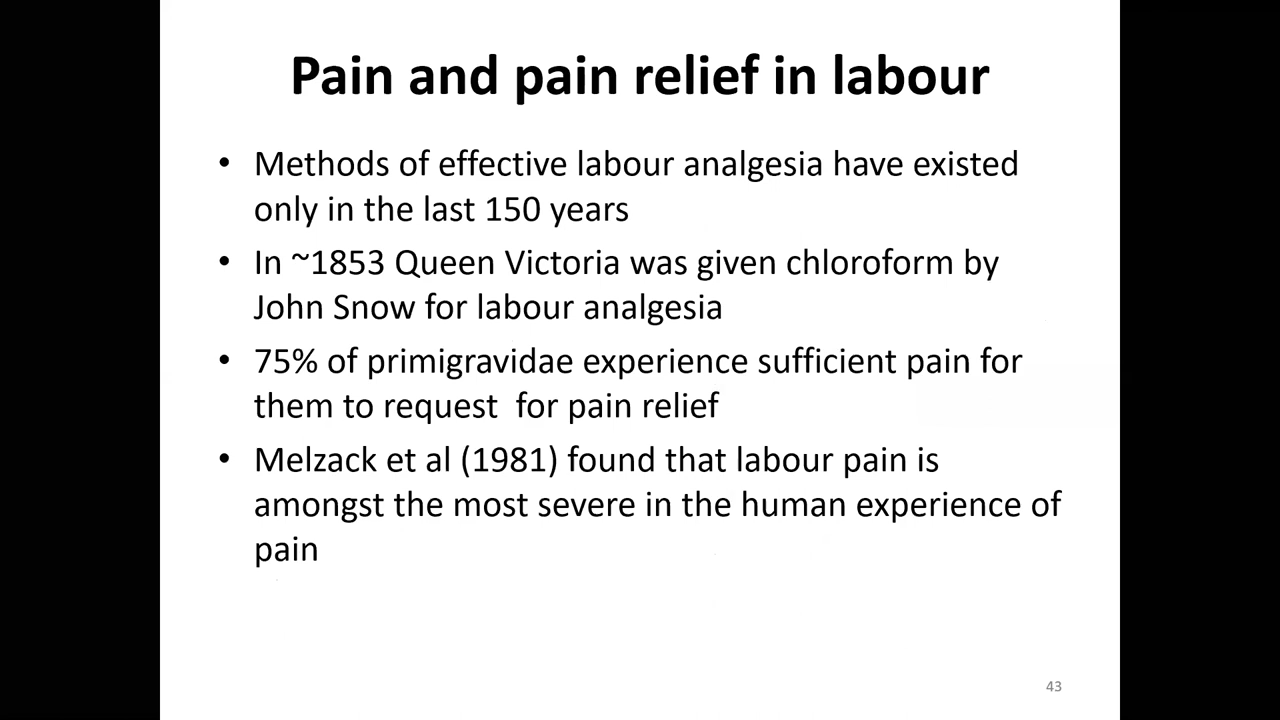 Pain and pain relief in labour
• Methods of effective labour analgesia have existed
only in the last 150 years
• In ~1853 Queen Victoria was given chloroform by
John Snow for labour analgesia
• 75% of primigravidae experience sufficient pain for
them to request  for pain relief
• Melzack et al (1981) found that labour pain is
amongst the most severe in the human experience of
pain
43